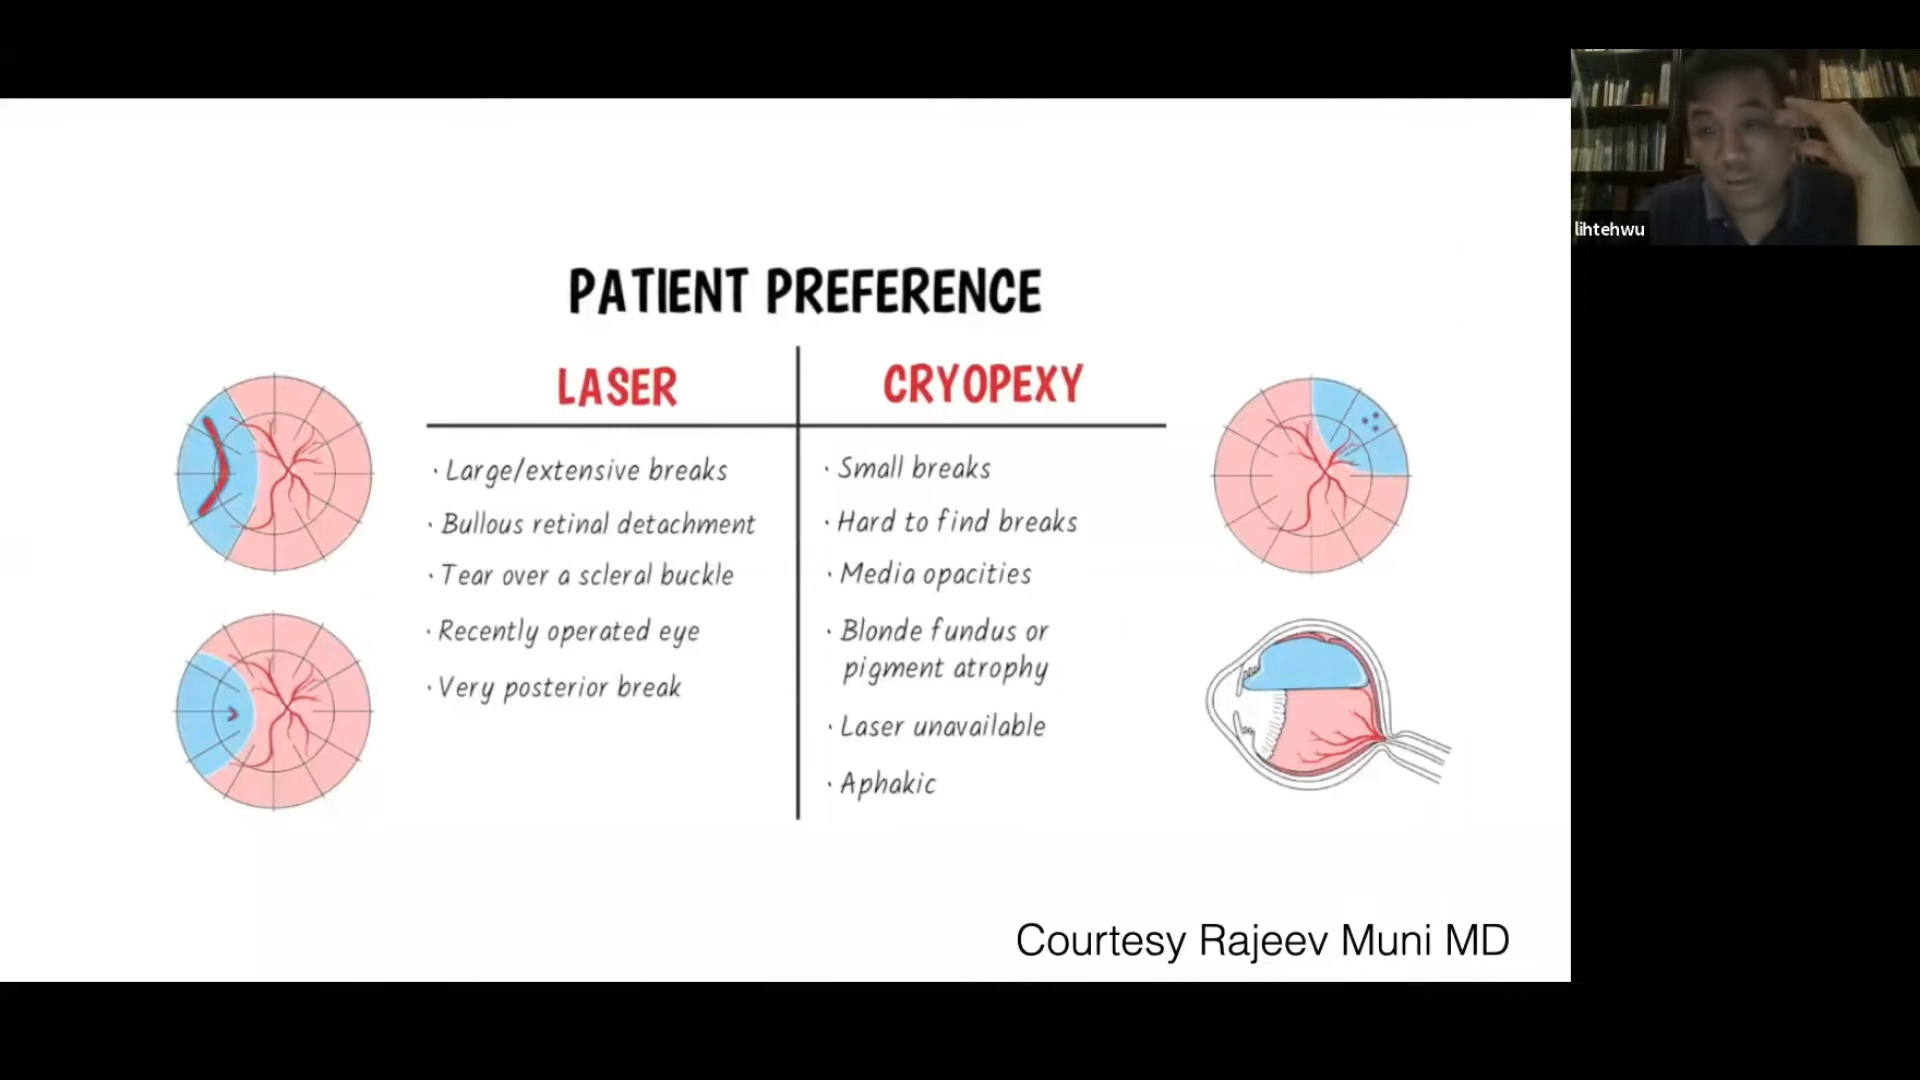 lihtehwu
PATIENT PREFERENCE
LASER
· Large/extensive breaks
· Bullous retinal detachment
· Tear over a scleral buckle
· Recently operated eye
· Very posterior break
CRYOPEXY
· Small breaks
· Hard to find breaks
· Media opacities
· Blonde fundus or
pigment atrophy
· Laser unavailable
· Aphakic
Courtesy Rajeev Muni MD